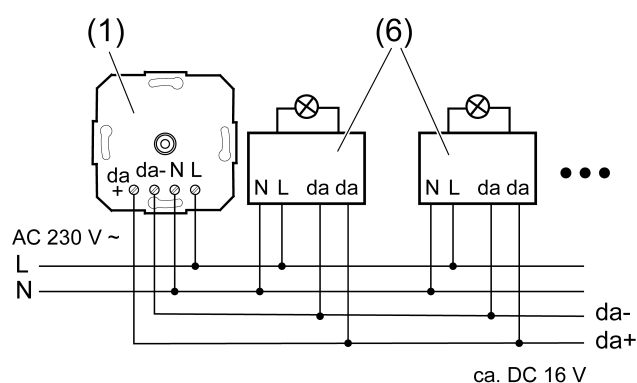 (1)
(6)
da
+
da- N L
N L da da
N L da da
AC 230 V ~
L
N
da-
da+
ca. DC 16 V